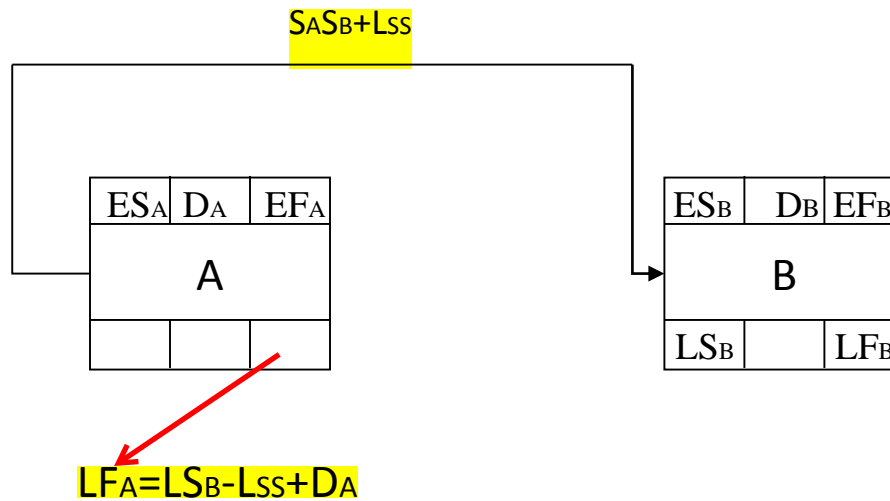 SASB+LSS
ESA DA EFA
ESB DB EFB
A
B
LSB LFB
LFA=LSB-LSS+DA